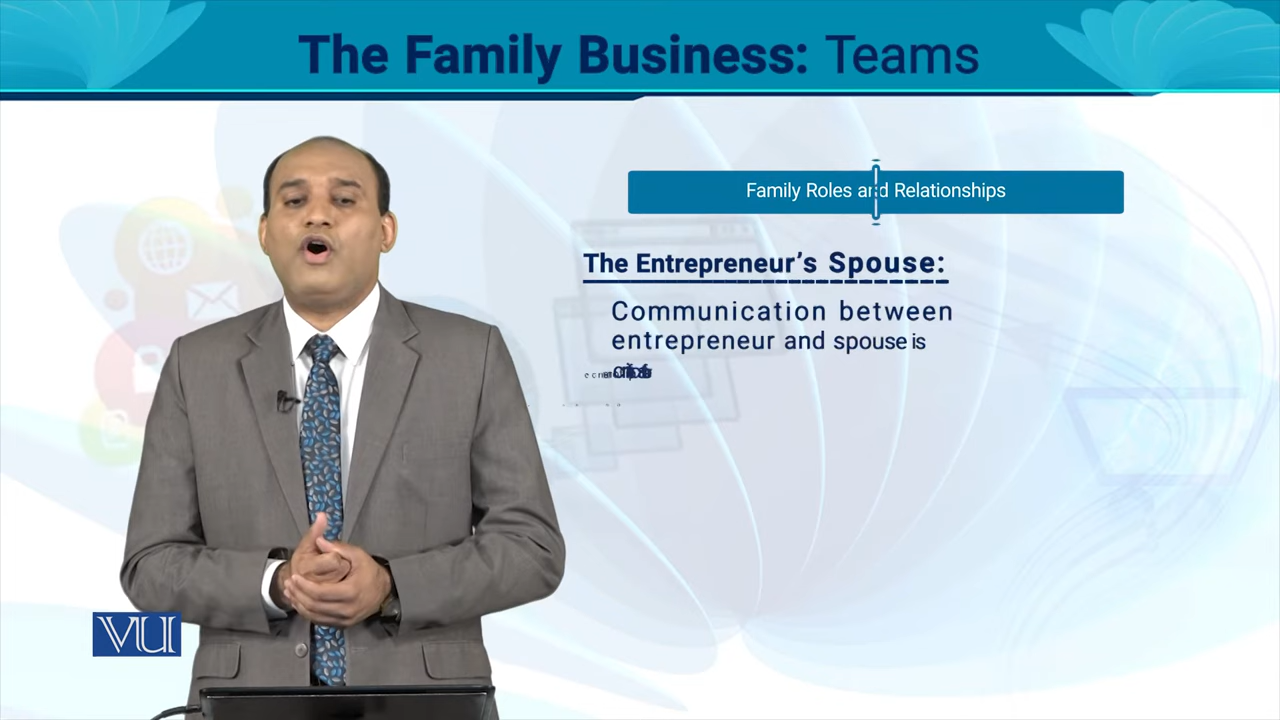 The Family Business: Teams
Family Roles and Relationships
The Entrepreneur’s Spouse:
Communication between
entrepreneur and spouse is
VU